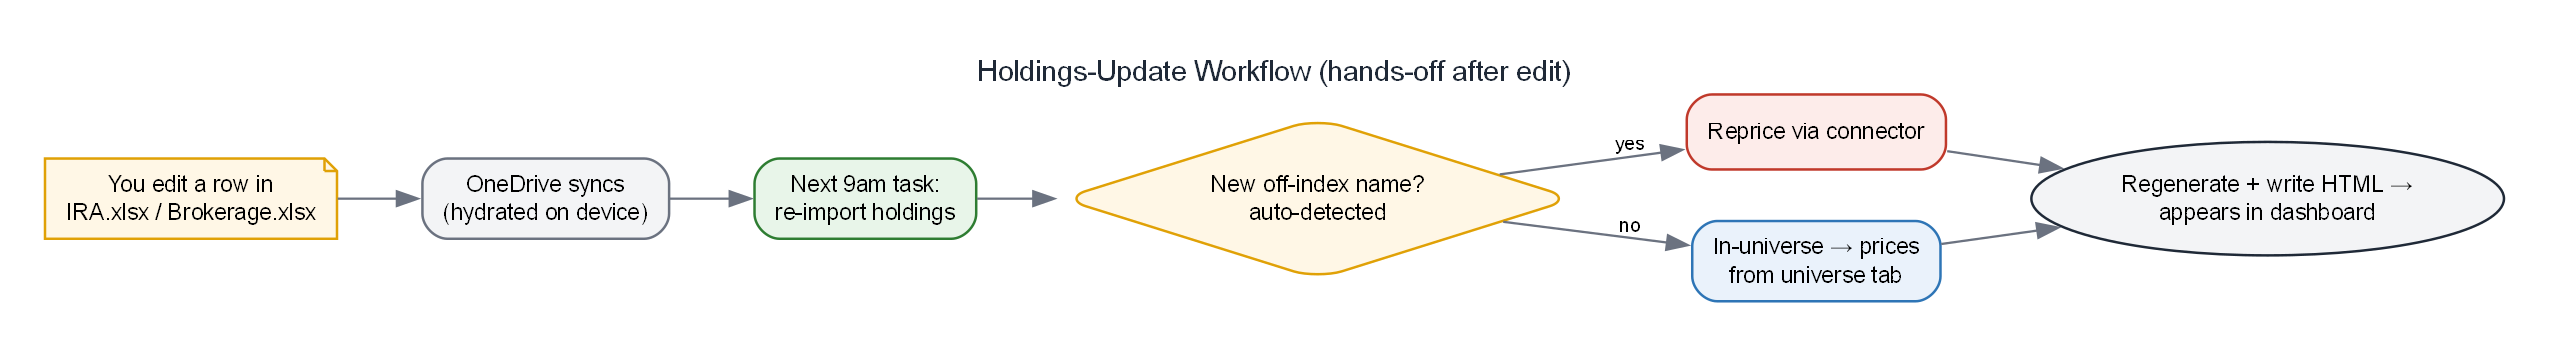 Holdings-Update Workflow (hands-off after edit)
You edit a row in
IRA.xlsx / Brokerage.xlsx
OneDrive syncs
(hydrated on device)
Next 9am task:
re-import holdings
New off-index name?
auto-detected
yes
Reprice via connector
no
In-universe → prices
from universe tab
Regenerate + write HTML →
appears in dashboard